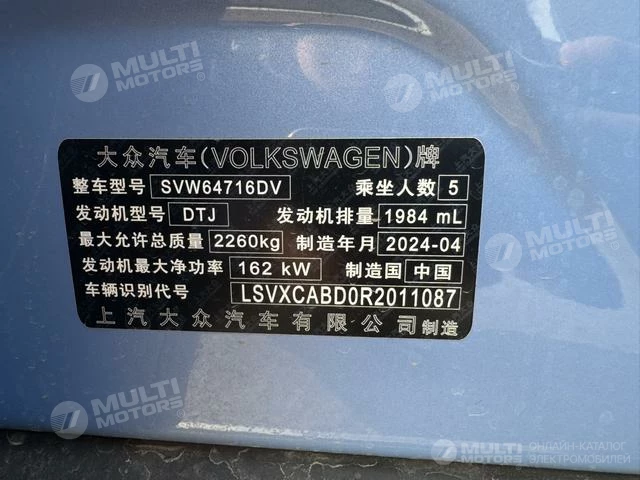 MULTI MOTORS®
MULTI MOTORS®
大众汽车(VOLKSWAGEN)牌
整车型号 SVW64716DV 乘坐人数 5
发动机型号 DTJ 发动机排量 1984 mL
最大允许总质量 2260kg 制造年月 2024-04
发动机最大净功率 162 kW 制造国 中国
车辆识别代号 LSVXCABD0R2011087
上汽大众汽车有限公司制造
MULTI MOTORS®
MULTI MOTORS
ОНЛАЙН-КАТАЛОГ
ЭЛЕКТРОМОБИЛЕЙ